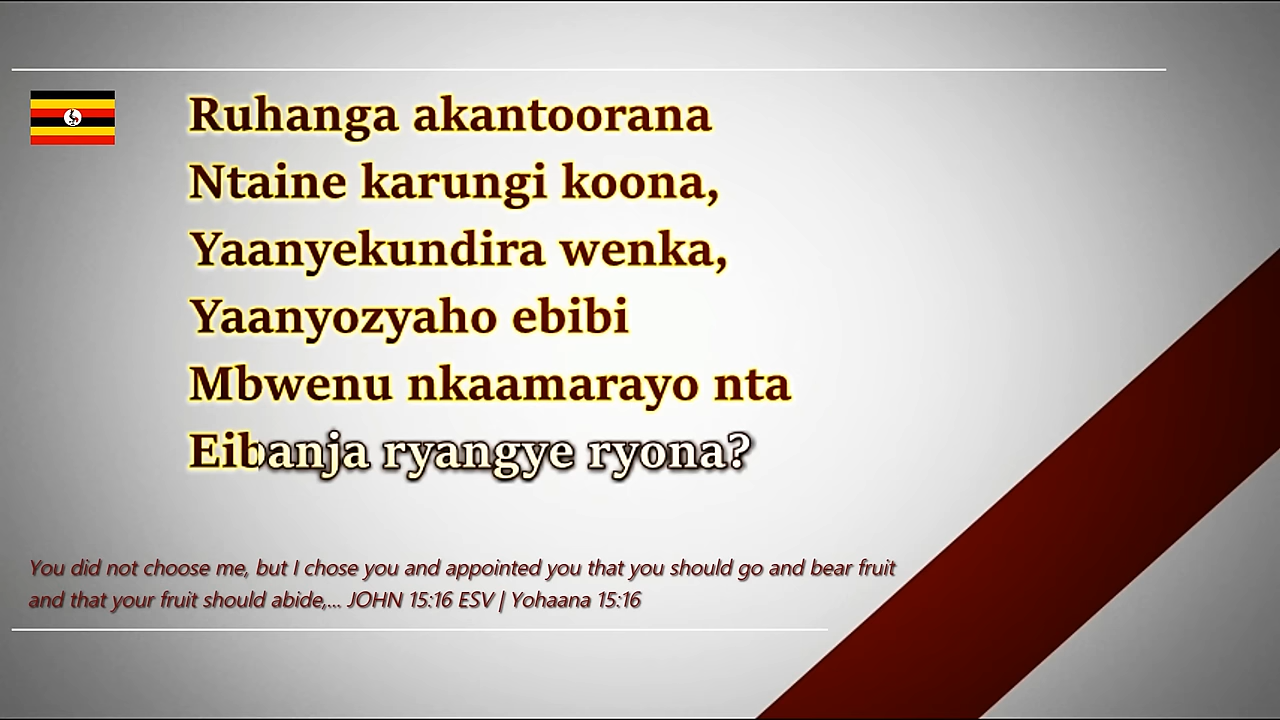 Ruhanga akantoorana
Ntaine karungi koona,
Yaanyekundira wenka,
Yaanyozyaho ebibi
Mbwenu nkaamarayo nta
Eibanja ryangye ryona?
You did not choose me, but I chose you and appointed you that you should go and bear fruit
and that your fruit should abide,... JOHN 15:16 ESV | Yohaana 15:16